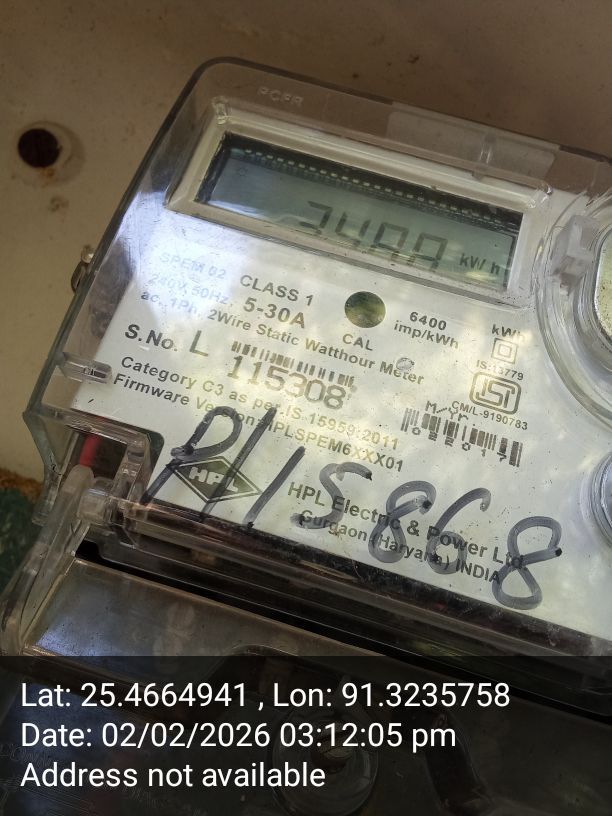 kWh
SPEM 02 CLASS 1
240V, 50Hz, 5-30A
ac, 1Ph, 2Wire Static Watthour Meter
CAL
6400
imp/kWh
kWh
IS-13779
ISI
CM/L-9190783
S.No. L
115308
Category C3 as per IS 15959:2011
Firmware Version: HPLSPEM6XXX01
M-Yr
022017
HPL
HPL Electric & Power Ltd
Gurgaon (Haryana) INDIA
Lat: 25.4664941 , Lon: 91.3235758
Date: 02/02/2026 03:12:05 pm
Address not available